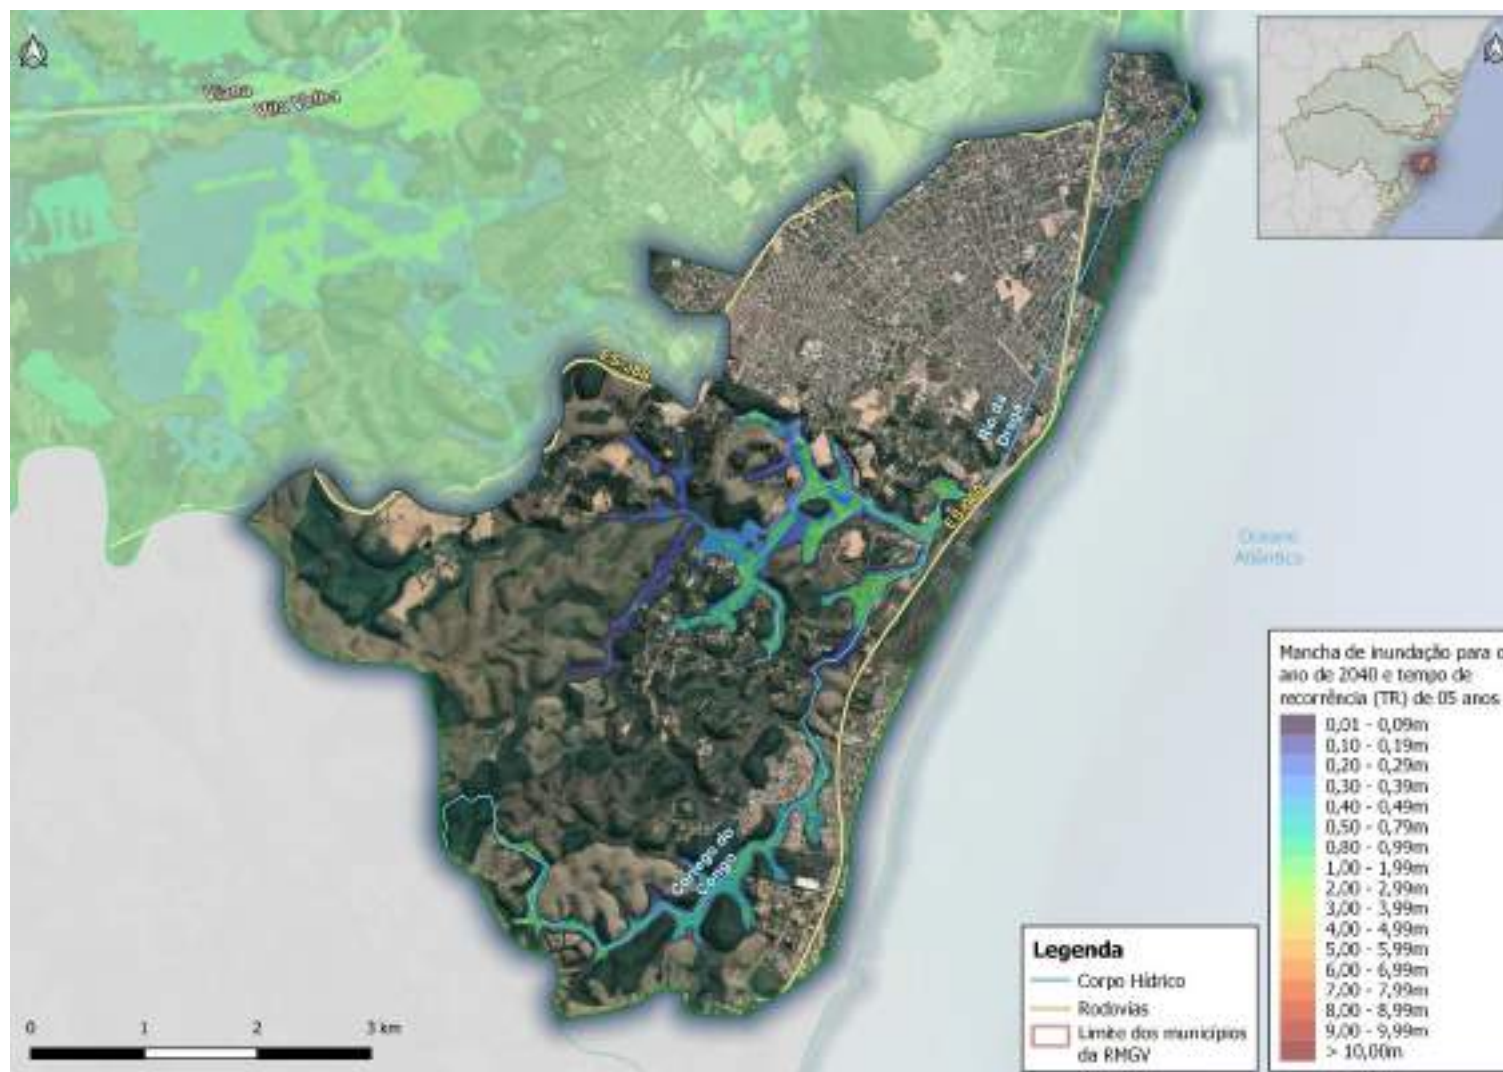 Viana
Vila Velha
ES-388
Rio da
Draga
ES-060
Oceano
Atlântico
Córrego do
Congo
Mancha de inundação para o
ano de 2040 e tempo de
recorrência (TR) de 05 anos
0,01 - 0,09m
0,10 - 0,19m
0,20 - 0,29m
0,30 - 0,39m
0,40 - 0,49m
0,50 - 0,79m
0,80 - 0,99m
1,00 - 1,99m
2,00 - 2,99m
3,00 - 3,99m
4,00 - 4,99m
5,00 - 5,99m
6,00 - 6,99m
7,00 - 7,99m
8,00 - 8,99m
9,00 - 9,99m
> 10,00m
Legenda
Corpo Hídrico
Rodovias
Limite dos municípios
da RMGV
0 1 2 3 km